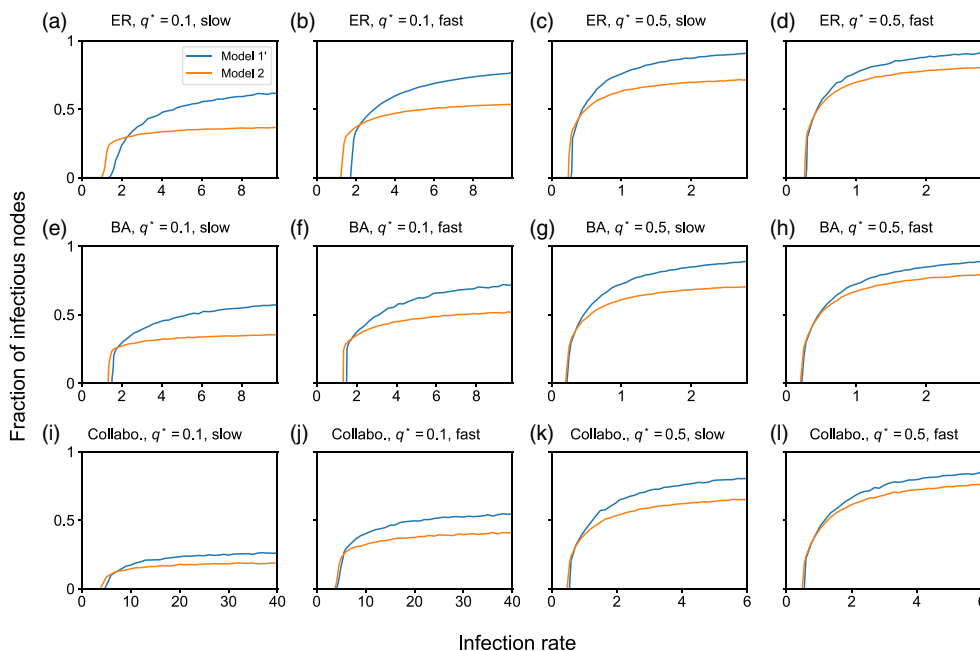 (a) ER, q* = 0.1, slow
(b) ER, q* = 0.1, fast
(c) ER, q* = 0.5, slow
(d) ER, q* = 0.5, fast
1
0.5
0
Model 1'
Model 2
0 2 4 6 8
0 2 4 6 8
0 1 2
0 1 2
(e) BA, q* = 0.1, slow
(f) BA, q* = 0.1, fast
(g) BA, q* = 0.5, slow
(h) BA, q* = 0.5, fast
1
0.5
0
0 2 4 6 8
0 2 4 6 8
0 1 2
0 1 2
(i) Collabo., q* = 0.1, slow
(j) Collabo., q* = 0.1, fast
(k) Collabo., q* = 0.5, slow
(l) Collabo., q* = 0.5, fast
1
0.5
0
0 10 20 30 40
0 10 20 30 40
0 2 4 6
0 2 4 6
Fraction of infectious nodes
Infection rate